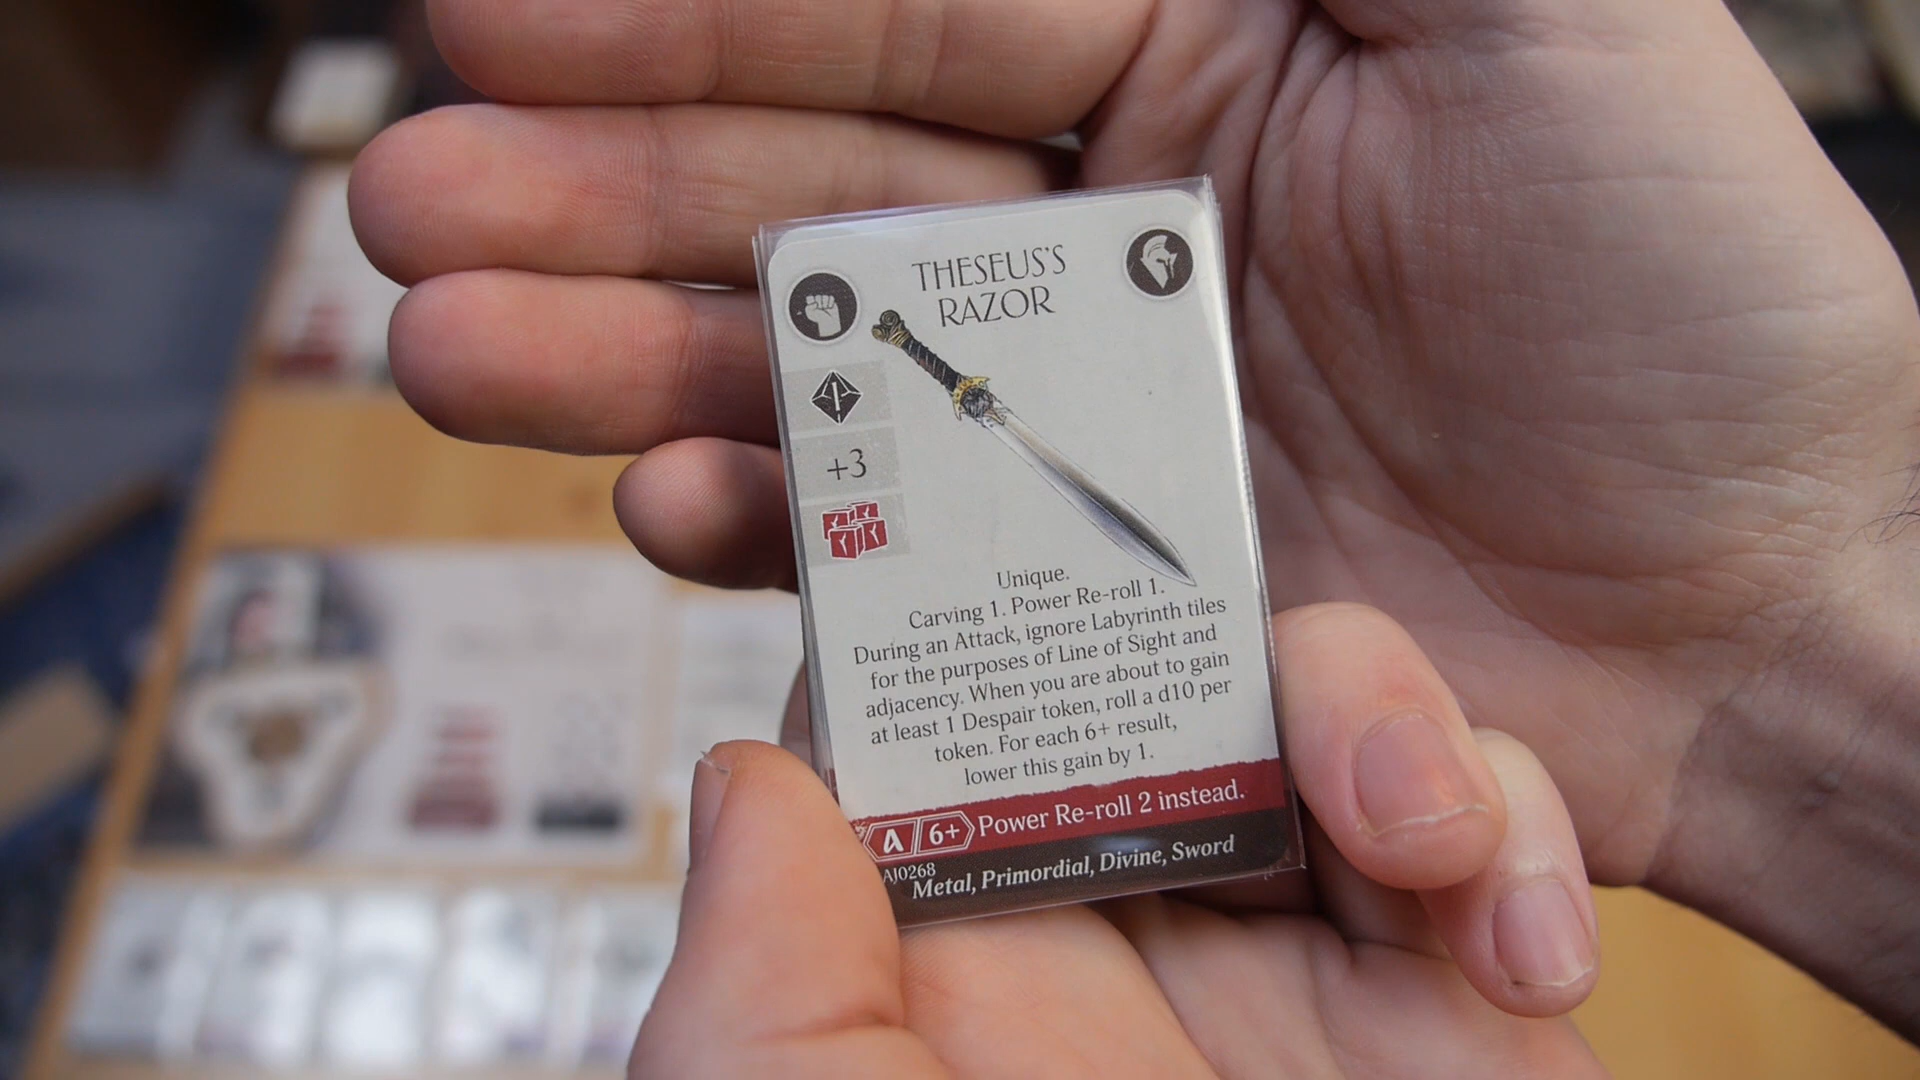 THESEUS'S
RAZOR
+3
Unique.
Carving 1. Power Re-roll 1.
During an Attack, ignore Labyrinth tiles
for the purposes of Line of Sight and
adjacency. When you are about to gain
at least 1 Despair token, roll a d10 per
token. For each 6+ result,
lower this gain by 1.
A 6+ Power Re-roll 2 instead.
AJ0268
Metal, Primordial, Divine, Sword